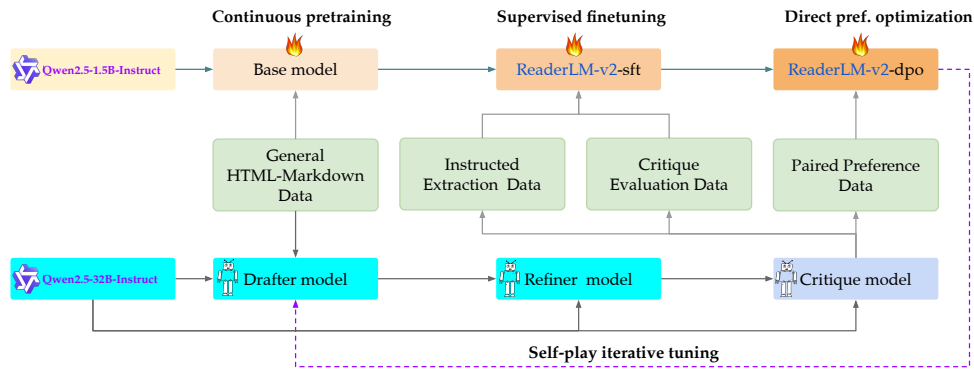 Continuous pretraining
Supervised finetuning
Direct pref. optimization
Qwen2.5-1.5B-Instruct
Base model
ReaderLM-v2-sft
ReaderLM-v2-dpo
General
HTML-Markdown
Data
Instructed
Extraction Data
Critique
Evaluation Data
Paired Preference
Data
Qwen2.5-32B-Instruct
Drafter model
Refiner model
Critique model
Self-play iterative tuning